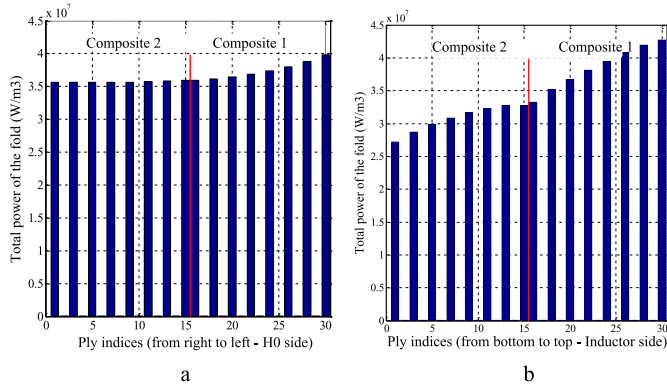 x 10⁷
4.5
4
3.5
3
2.5
2
1.5
1
0.5
0
Total power of the fold (W/m3)
Composite 2 Composite 1
0 5 10 15 20 25 30
Ply indices (from right to left - H0 side)
a
x 10⁷
4.5
4
3.5
3
2.5
2
1.5
1
0.5
0
Total power of the fold (W/m3)
Composite 2 Composite 1
0 5 10 15 20 25 30
Ply indices (from bottom to top - Inductor side)
b